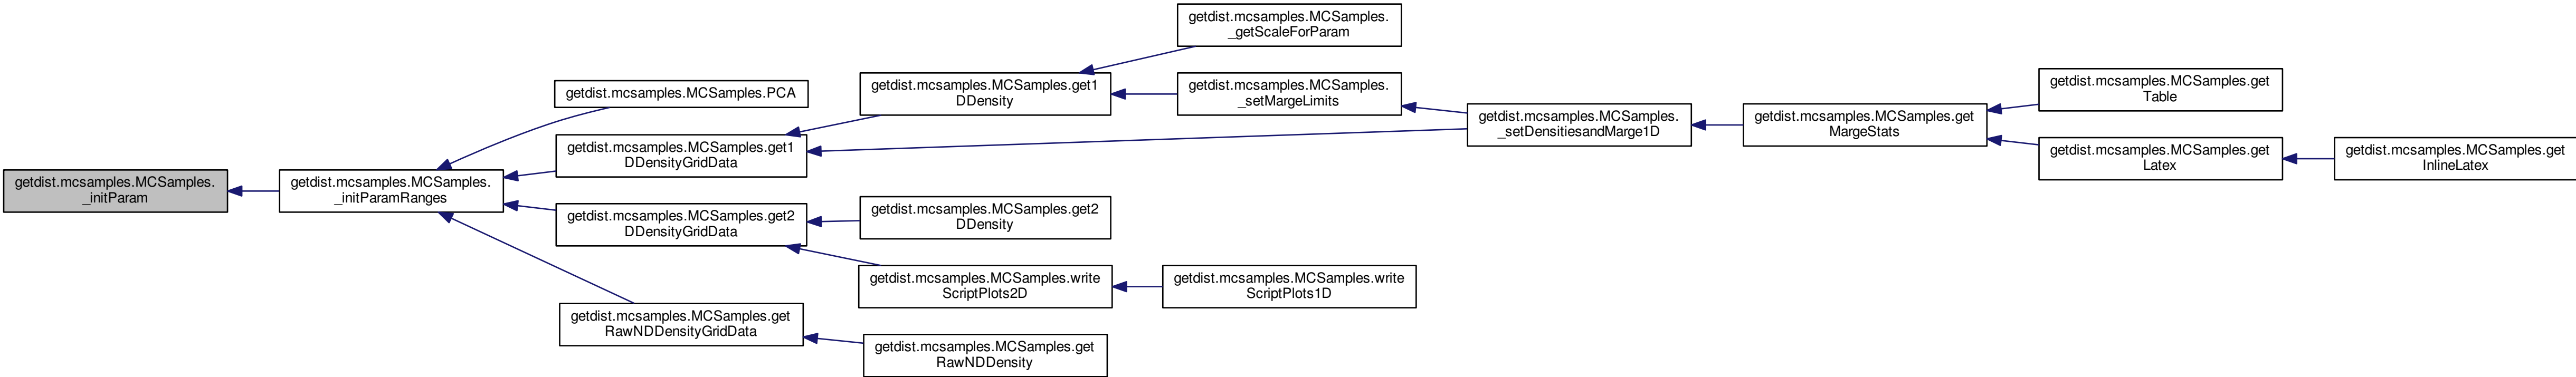 getdist.mcsamples.MCSamples.
_initParam
getdist.mcsamples.MCSamples.
_initParamRanges
getdist.mcsamples.MCSamples.PCA
getdist.mcsamples.MCSamples.get1
DDensityGridData
getdist.mcsamples.MCSamples.get2
DDensityGridData
getdist.mcsamples.MCSamples.get
RawNDDensityGridData
getdist.mcsamples.MCSamples.get1
DDensity
getdist.mcsamples.MCSamples.get2
DDensity
getdist.mcsamples.MCSamples.write
ScriptPlots2D
getdist.mcsamples.MCSamples.get
RawNDDensity
getdist.mcsamples.MCSamples.
_getScaleForParam
getdist.mcsamples.MCSamples.
_setMargeLimits
getdist.mcsamples.MCSamples.write
ScriptPlots1D
getdist.mcsamples.MCSamples.
_setDensitiesandMarge1D
getdist.mcsamples.MCSamples.get
MargeStats
getdist.mcsamples.MCSamples.get
Table
getdist.mcsamples.MCSamples.get
Latex
getdist.mcsamples.MCSamples.get
InlineLatex